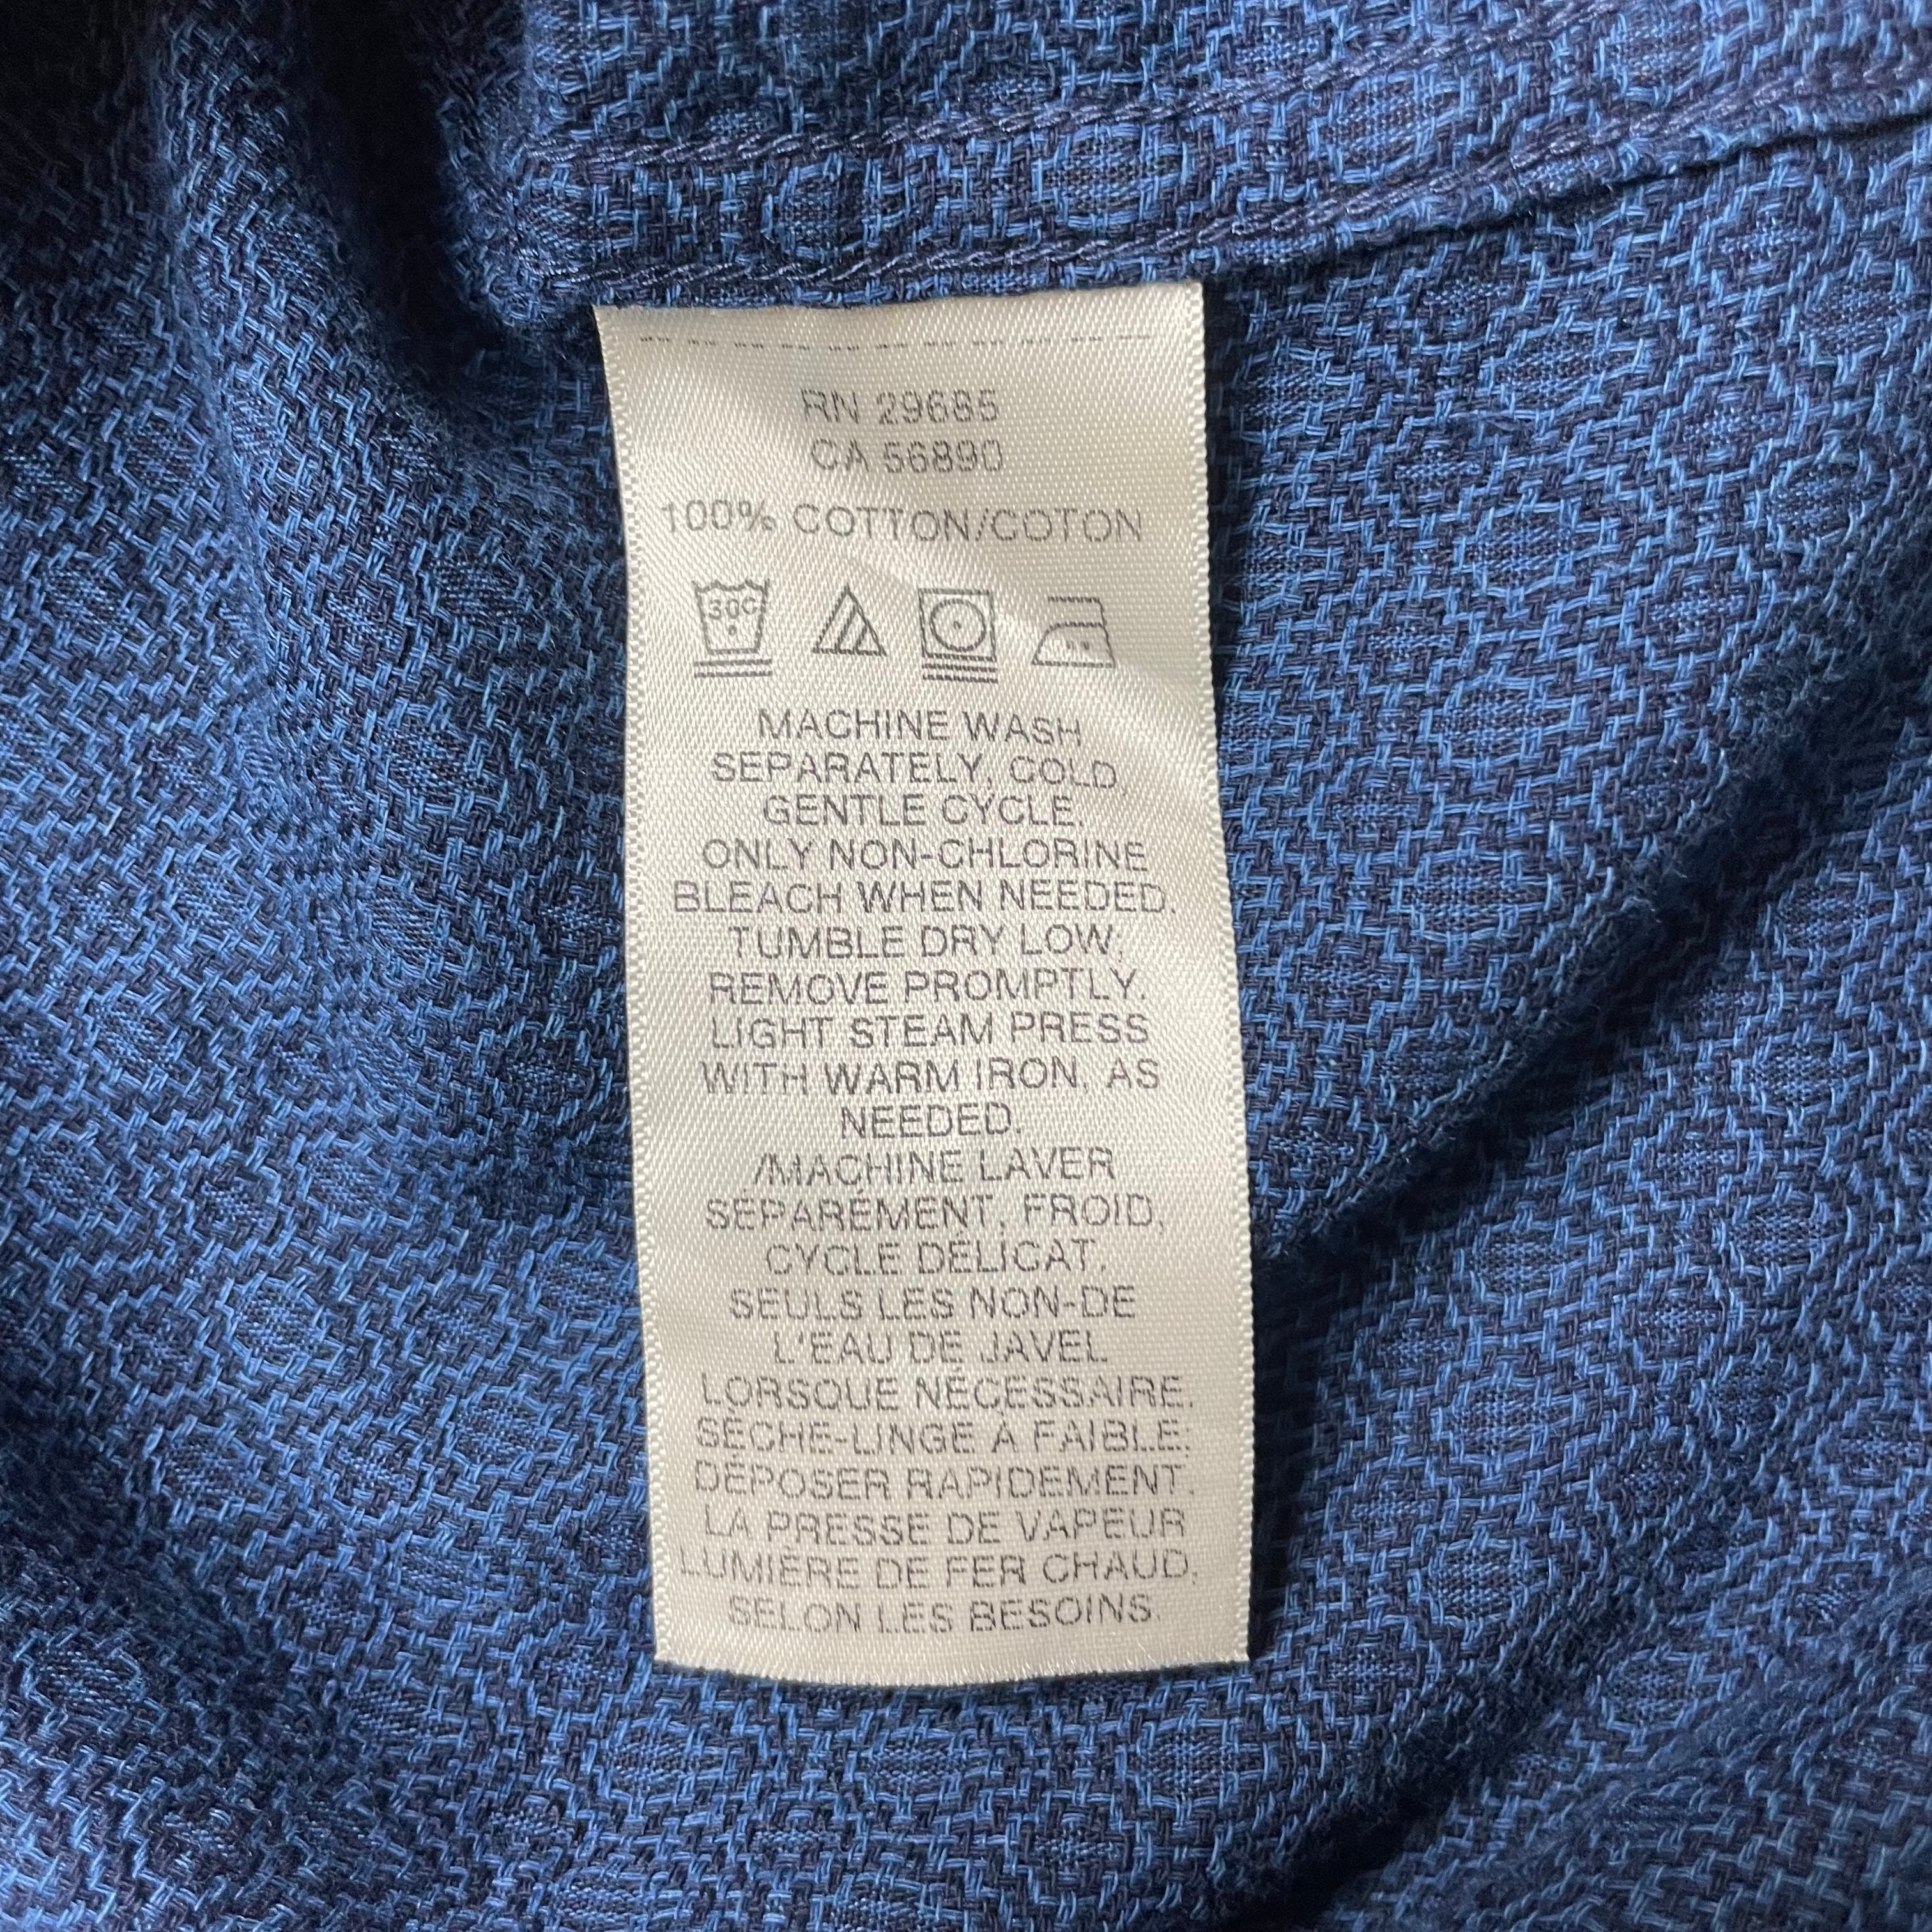 RN 29685
CA 56890
100% COTTON/COTON
30C
MACHINE WASH
SEPARATELY, COLD,
GENTLE CYCLE.
ONLY NON-CHLORINE
BLEACH WHEN NEEDED.
TUMBLE DRY LOW;
REMOVE PROMPTLY.
LIGHT STEAM PRESS
WITH WARM IRON, AS
NEEDED.
/MACHINE LAVER
SÉPARÉMENT, FROID,
CYCLE DÉLICAT.
SEULS LES NON-DE
L'EAU DE JAVEL
LORSQUE NÉCESSAIRE.
SÈCHE-LINGE À FAIBLE;
DÉPOSER RAPIDEMENT.
LA PRESSE DE VAPEUR
LUMIÈRE DE FER CHAUD,
SELON LES BESOINS.